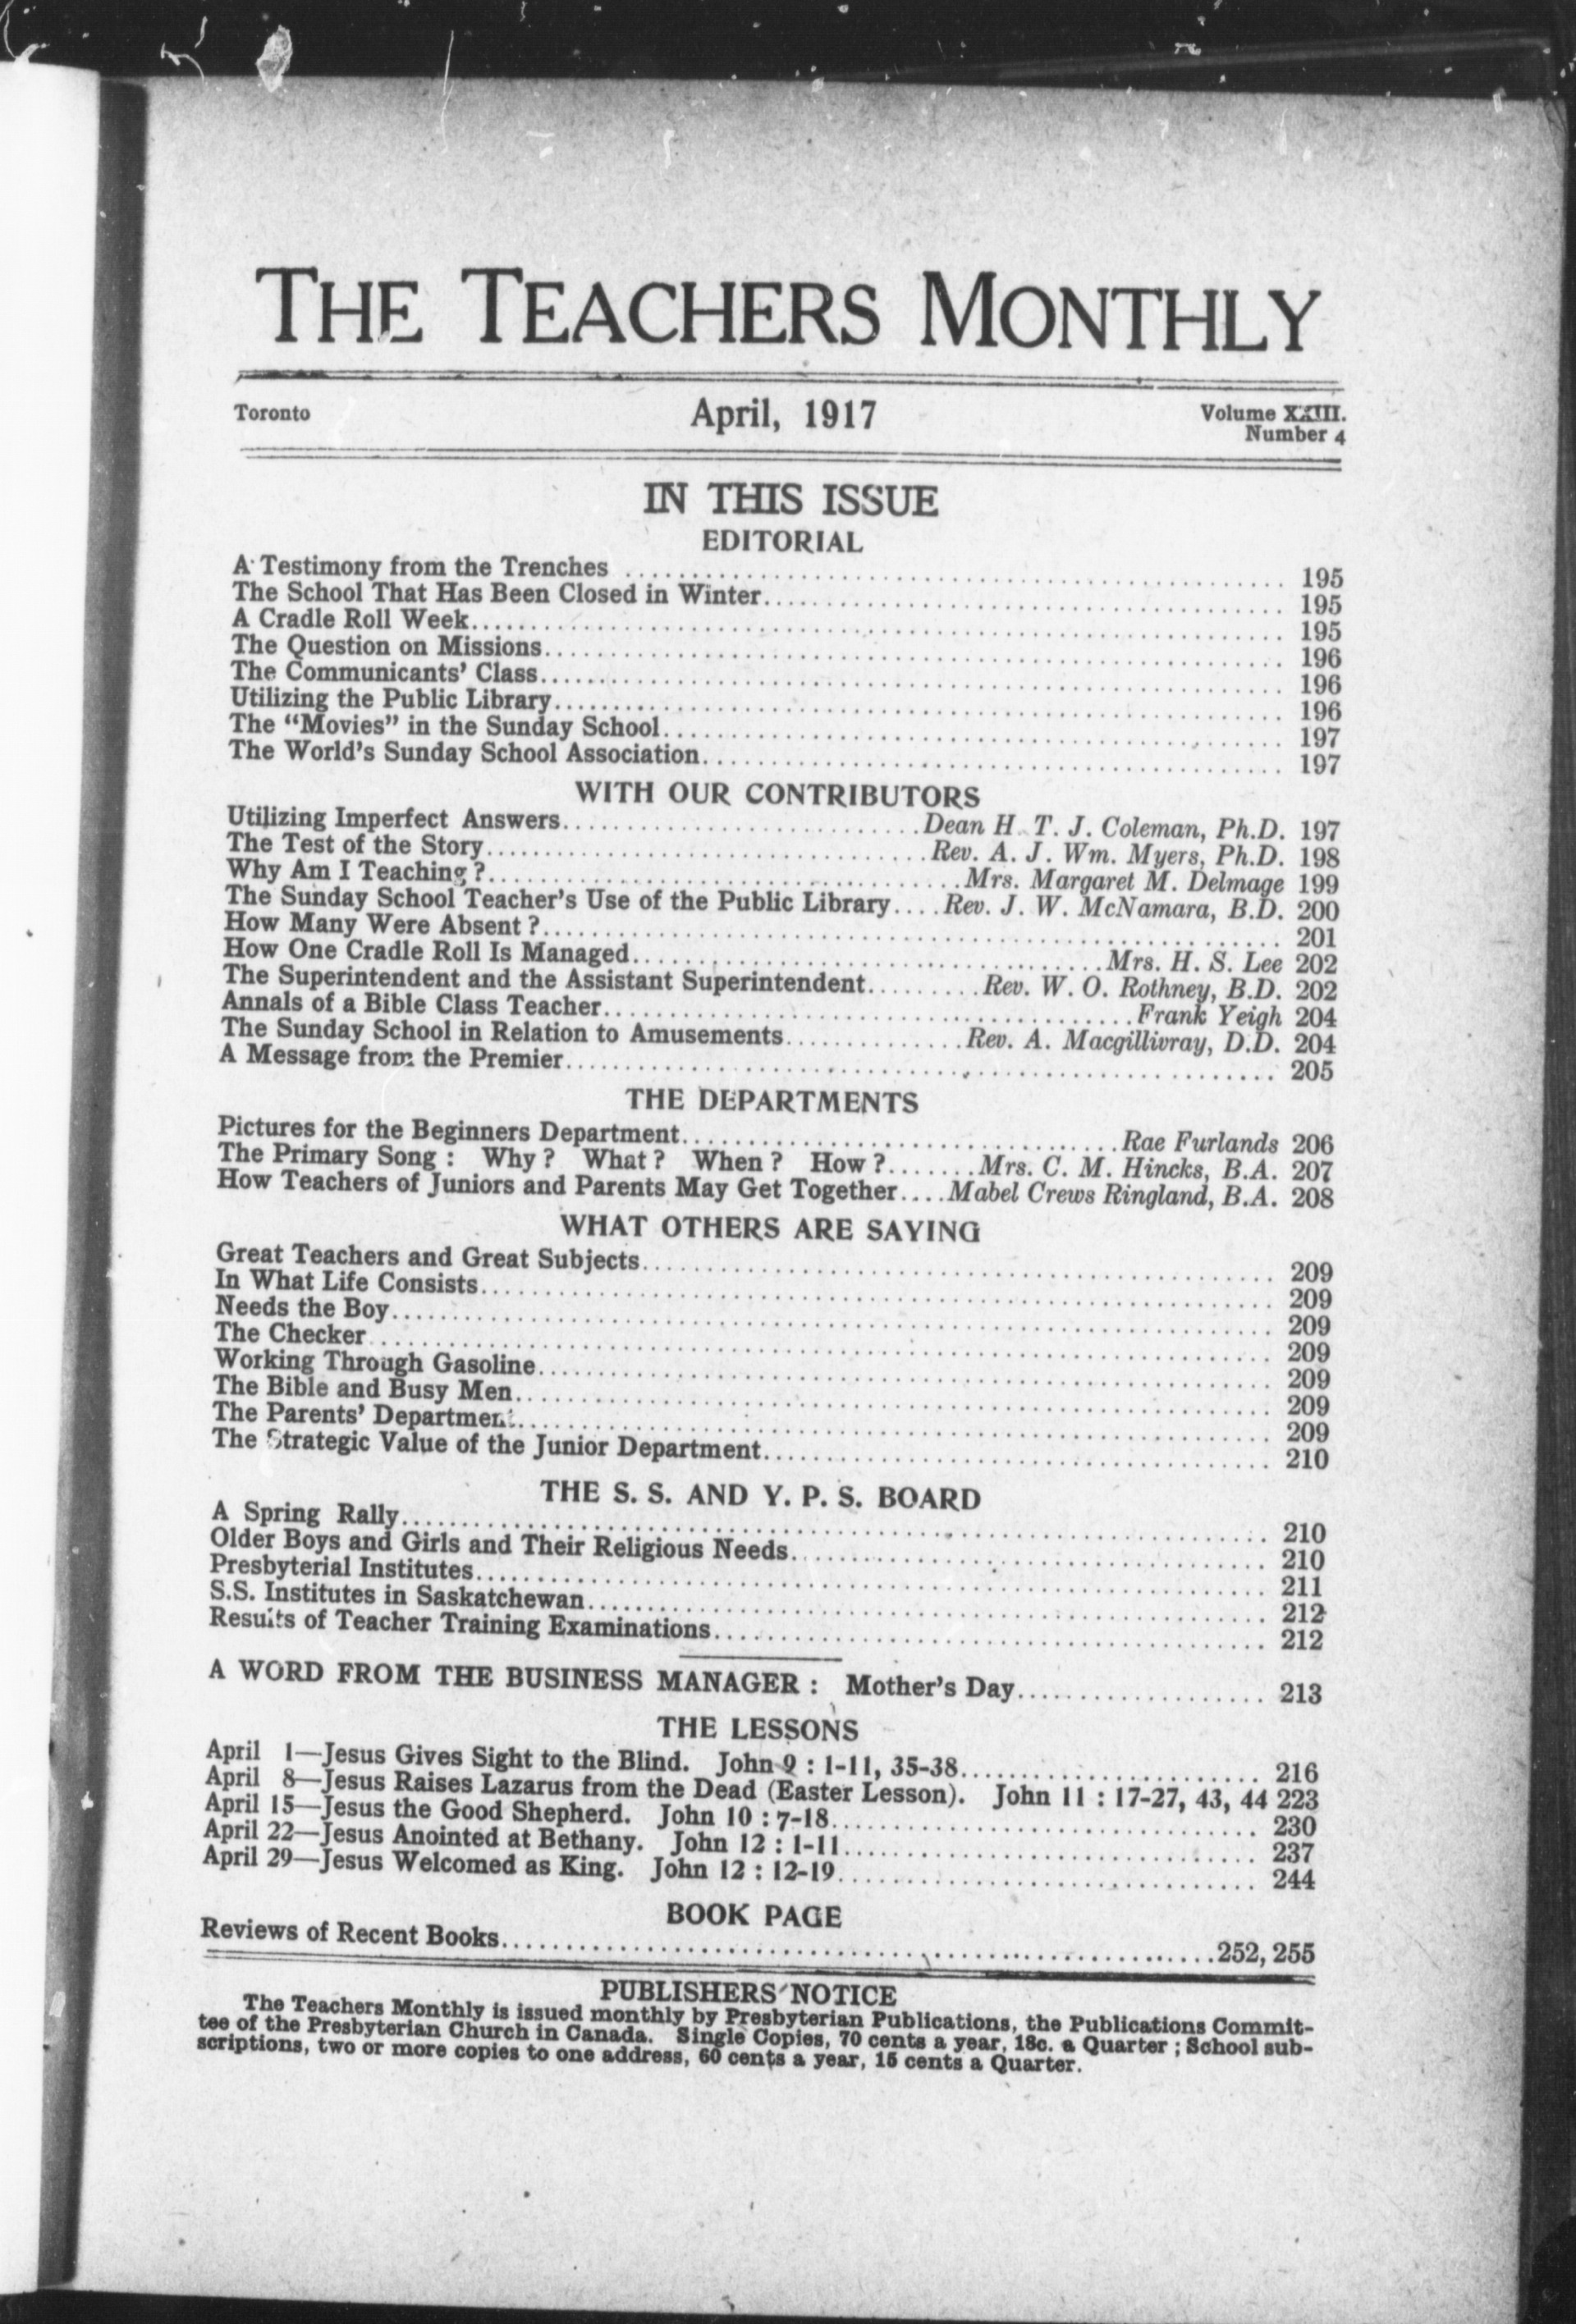 THE TEACHERS MONTHLY
Toronto April, 1917 Volume XXIII.
Number 4
IN THIS ISSUE
EDITORIAL
A Testimony from the Trenches ........ 195
The School That Has Been Closed in Winter........ 195
A Cradle Roll Week........ 195
The Question on Missions........ 196
The Communicants' Class........ 196
Utilizing the Public Library........ 196
The "Movies" in the Sunday School........ 197
The World's Sunday School Association........ 197
WITH OUR CONTRIBUTORS
Utilizing Imperfect Answers........Dean H. T. J. Coleman, Ph.D. 197
The Test of the Story........Rev. A. J. Wm. Myers, Ph.D. 198
Why Am I Teaching ?........Mrs. Margaret M. Delmage 199
The Sunday School Teacher's Use of the Public Library....Rev. J. W. McNamara, B.D. 200
How Many Were Absent ?........ 201
How One Cradle Roll Is Managed........Mrs. H. S. Lee 202
The Superintendent and the Assistant Superintendent........Rev. W. O. Rothney, B.D. 202
Annals of a Bible Class Teacher........Frank Yeigh 204
The Sunday School in Relation to Amusements........Rev. A. Macgillivray, D.D. 204
A Message from the Premier........ 205
THE DEPARTMENTS
Pictures for the Beginners Department........Rae Furlands 206
The Primary Song : Why ? What ? When ? How ?.......Mrs. C. M. Hincks, B.A. 207
How Teachers of Juniors and Parents May Get Together....Mabel Crews Ringland, B.A. 208
WHAT OTHERS ARE SAYING
Great Teachers and Great Subjects........ 209
In What Life Consists........ 209
Needs the Boy........ 209
The Checker........ 209
Working Through Gasoline........ 209
The Bible and Busy Men........ 209
The Parents' Department........ 209
The Strategic Value of the Junior Department........ 210
THE S. S. AND Y. P. S. BOARD
A Spring Rally........ 210
Older Boys and Girls and Their Religious Needs........ 210
Presbyterial Institutes........ 211
S.S. Institutes in Saskatchewan........ 212
Results of Teacher Training Examinations........ 212
A WORD FROM THE BUSINESS MANAGER : Mother's Day........ 213
THE LESSONS
April 1—Jesus Gives Sight to the Blind. John 9 : 1-11, 35-38........ 216
April 8—Jesus Raises Lazarus from the Dead (Easter Lesson). John 11 : 17-27, 43, 44 223
April 15—Jesus the Good Shepherd. John 10 : 7-18........ 230
April 22—Jesus Anointed at Bethany. John 12 : 1-11........ 237
April 29—Jesus Welcomed as King. John 12 : 12-19........ 244
BOOK PAGE
Reviews of Recent Books........252, 255
PUBLISHERS' NOTICE
The Teachers Monthly is issued monthly by Presbyterian Publications, the Publications Commit-
tee of the Presbyterian Church in Canada. Single Copies, 70 cents a year, 18c. a Quarter ; School sub-
scriptions, two or more copies to one address, 60 cents a year, 15 cents a Quarter.